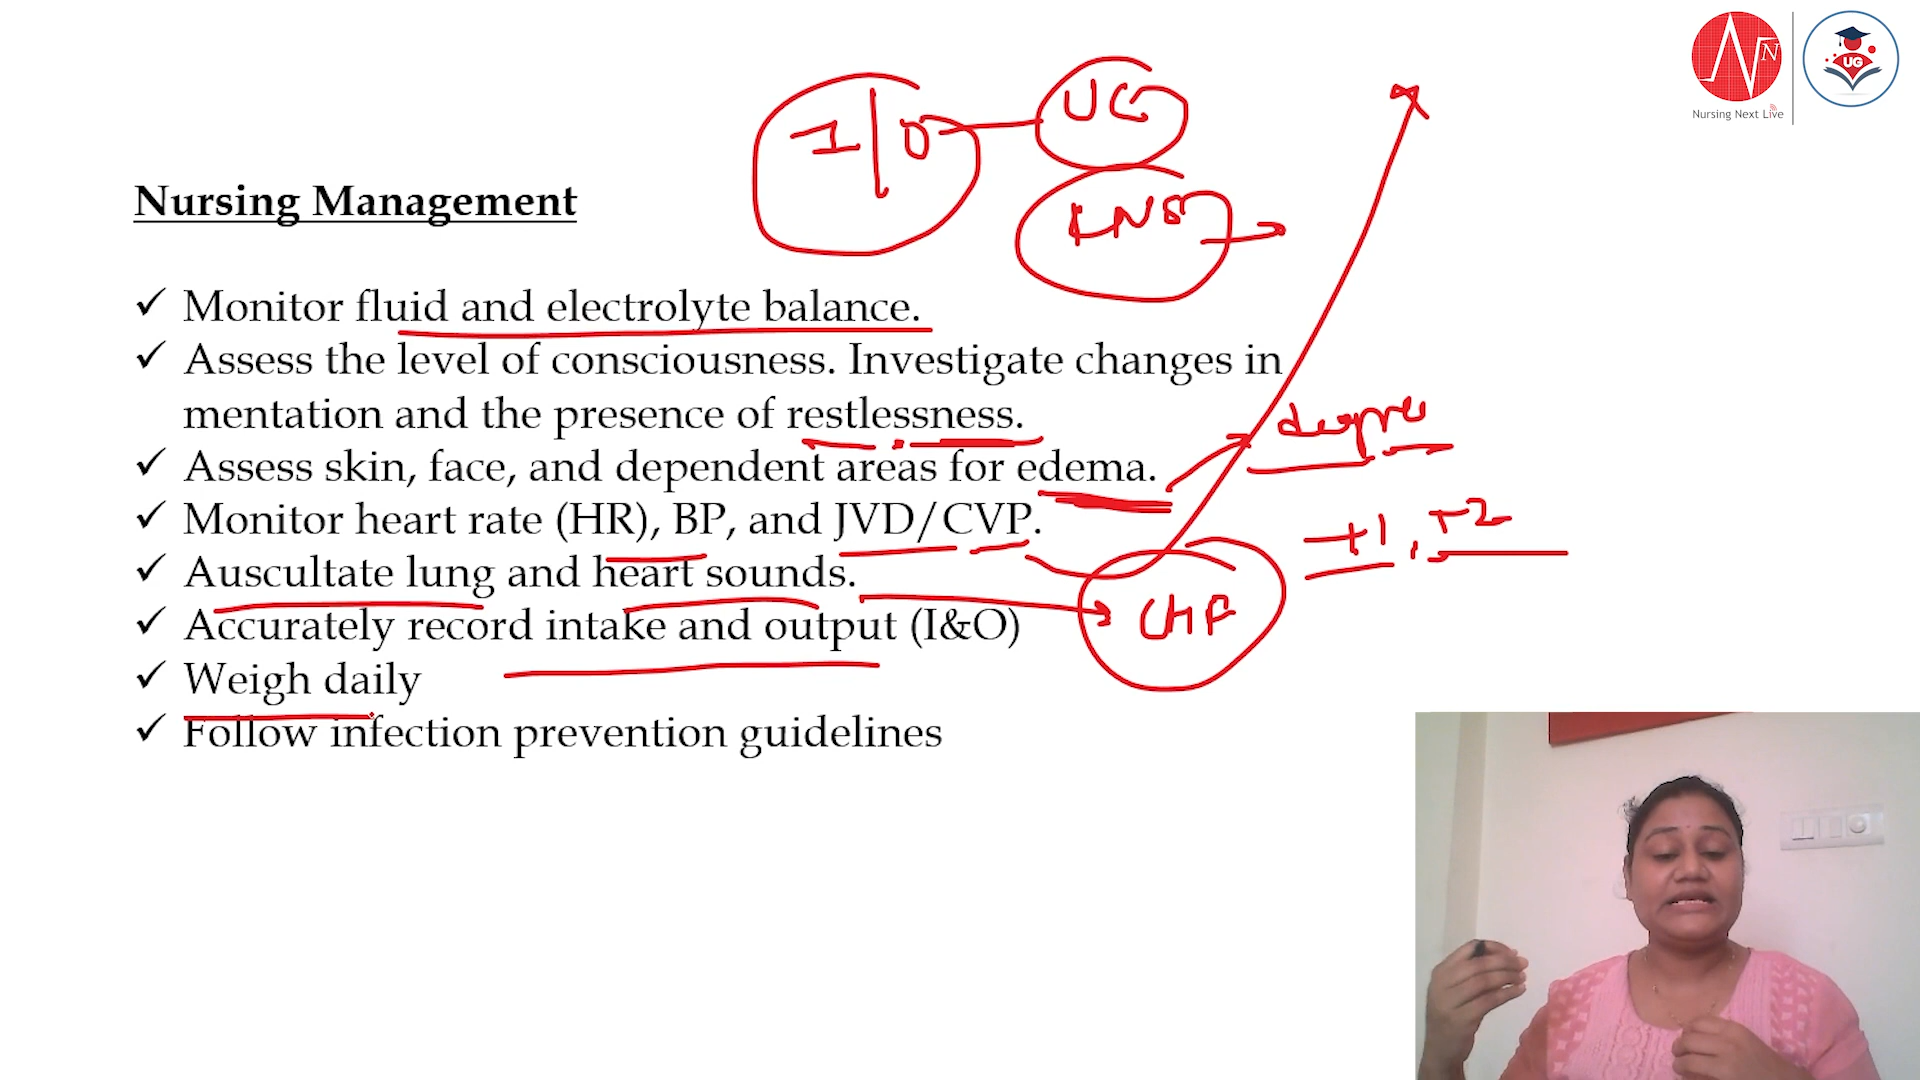 I/O
UG
N
Nursing Next Live
UG
Nursing Management
✓ Monitor fluid and electrolyte balance.
✓ Assess the level of consciousness. Investigate changes in
mentation and the presence of restlessness.
degree
✓ Assess skin, face, and dependent areas for edema.
✓ Monitor heart rate (HR), BP, and JVD/CVP.
+1, +2
✓ Auscultate lung and heart sounds.
CHF
✓ Accurately record intake and output (I&O)
✓ Weigh daily
✓ Follow infection prevention guidelines